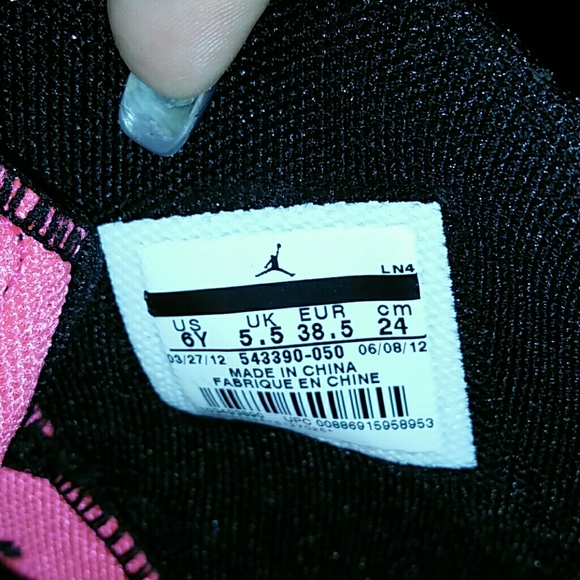 LN4
US UK EUR cm
6Y 5.5 38.5 24
03/27/12 543390-050 06/08/12
MADE IN CHINA
FABRIQUE EN CHINE
UPC 00886915958953